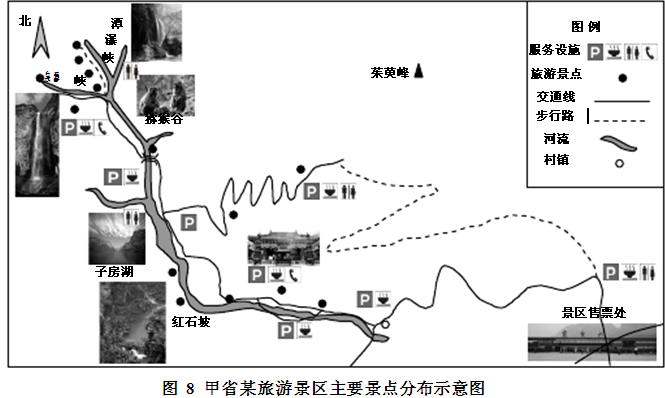 北
潭
瀑
峡
峡
猕猴谷
茱萸峰
子房湖
红石坡
景区售票处
图 例
服务设施 P
旅游景点
交通线
步行路
河流
村镇
P
P
P
P
P
P
P
P
P
图 8 甲省某旅游景区主要景点分布示意图